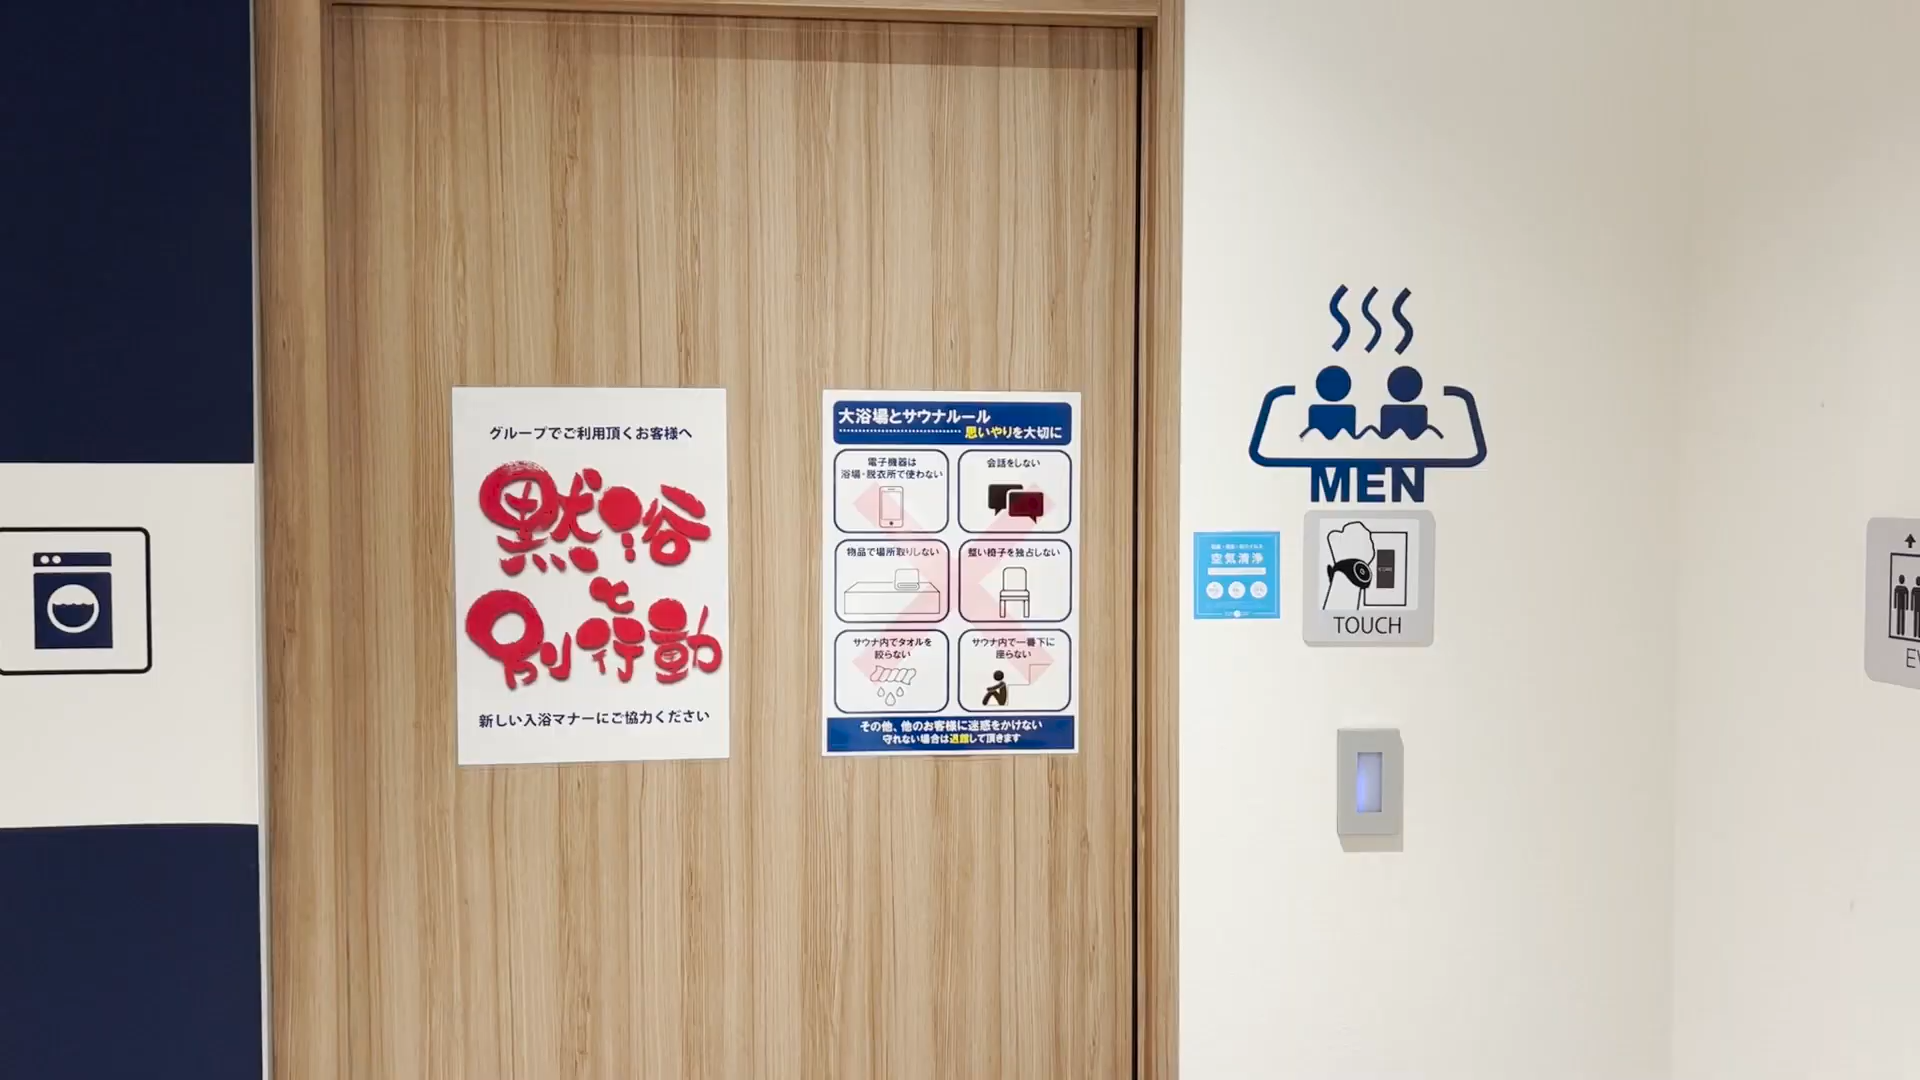 グループでご利用頂くお客様へ
黙浴
と
別行動
新しい入浴マナーにご協力ください
大浴場とサウナルール
思いやりを大切に
電子機器は
浴場・脱衣所で使わない
会話をしない
物品で場所取りしない
整い椅子を独占しない
サウナ内でタオルを
絞らない
サウナ内で一番下に
座らない
その他、他のお客様に迷惑をかけない
守れない場合は退館して頂きます
MEN
空気清浄
TOUCH